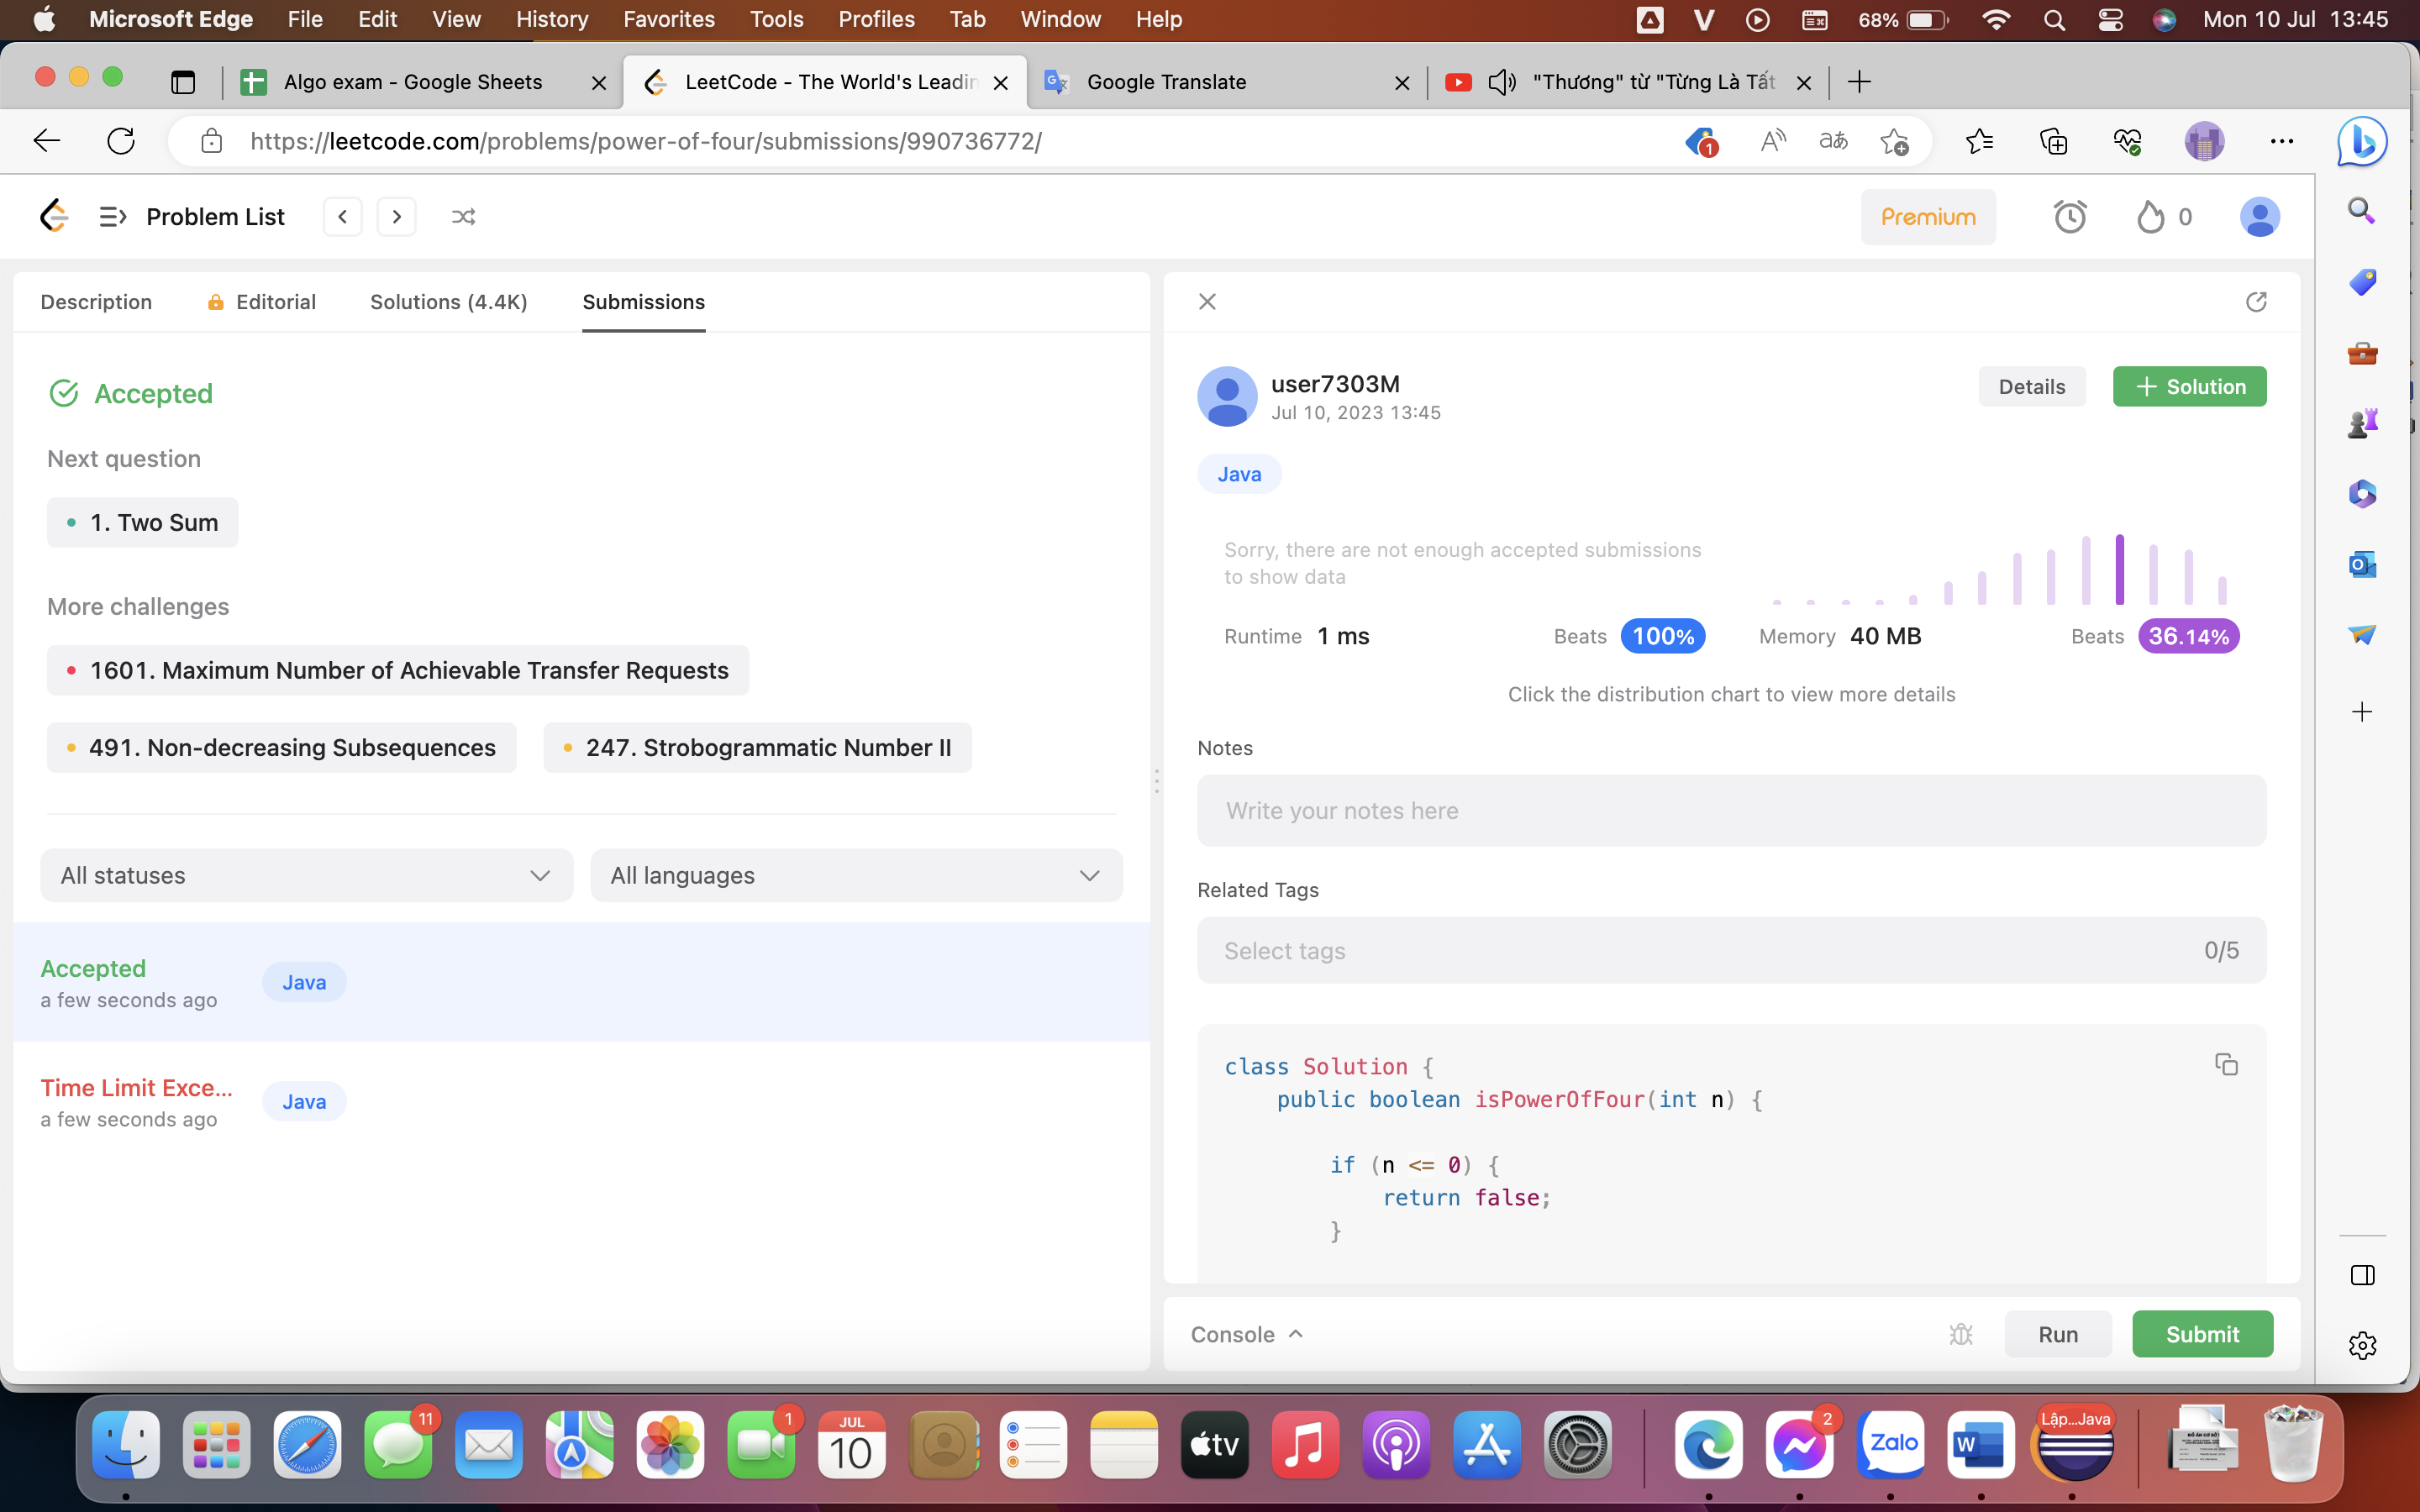 Microsoft Edge File Edit View History Favorites Tools Profiles Tab Window Help 68% Mon 10 Jul 13:45
Algo exam - Google Sheets LeetCode - The World's Leadin Google Translate "Thương" từ "Từng Là Tất
https://leetcode.com/problems/power-of-four/submissions/990736772/ 1
Problem List Premium 0
Description Editorial Solutions (4.4K) Submissions
Accepted
Next question
1. Two Sum
More challenges
1601. Maximum Number of Achievable Transfer Requests
491. Non-decreasing Subsequences 247. Strobogrammatic Number II
All statuses All languages
Accepted Java
a few seconds ago
Time Limit Exce... Java
a few seconds ago
user7303M Details + Solution
Jul 10, 2023 13:45
Java
Sorry, there are not enough accepted submissions
to show data
Runtime 1 ms Beats 100% Memory 40 MB Beats 36.14%
Click the distribution chart to view more details
Notes
Write your notes here
Related Tags
Select tags 0/5
class Solution {
public boolean isPowerOfFour(int n) {
if (n <= 0) {
return false;
}
Console Run Submit
11 1 JUL 10 tv 2 Zalo W Lập...Java